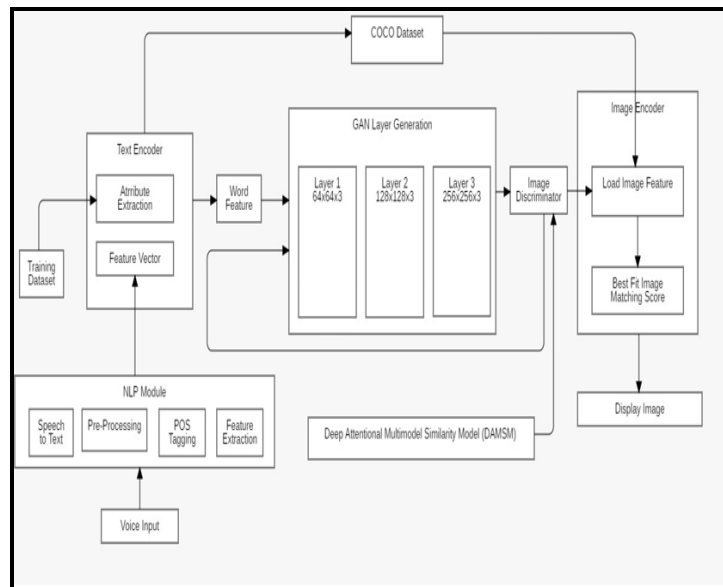 COCO Dataset
Text Encoder
Atrribute
Extraction
Feature Vector
Training
Dataset
Word
Feature
GAN Layer Generation
Layer 1
64x64x3
Layer 2
128x128x3
Layer 3
256x256x3
Image
Discriminator
Image Encoder
Load Image Feature
Best Fit Image
Matching Score
Display Image
NLP Module
Speech
to Text
Pre-Processing
POS
Tagging
Feature
Extraction
Deep Attentional Multimodel Similarity Model (DAMSM)
Voice Input